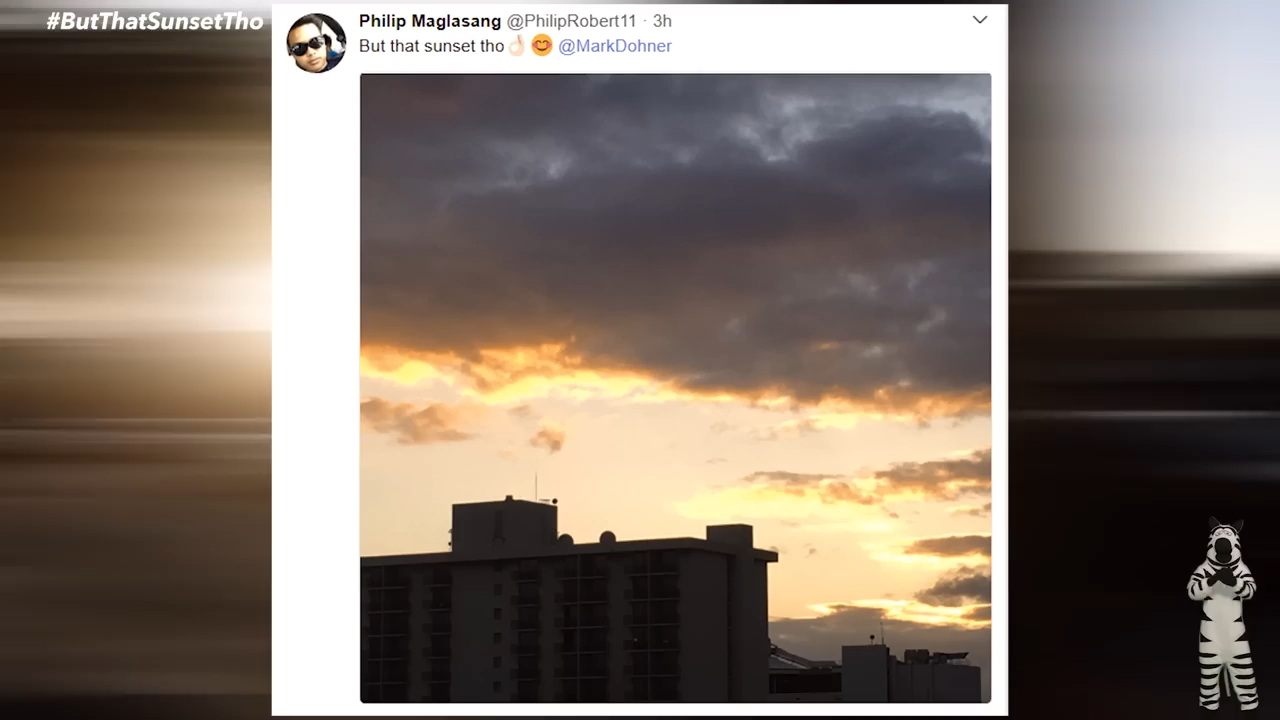 #ButThatSunsetTho
Philip Maglasang @PhilipRobert11 · 3h
But that sunset tho👌🏻😊 @MarkDohner